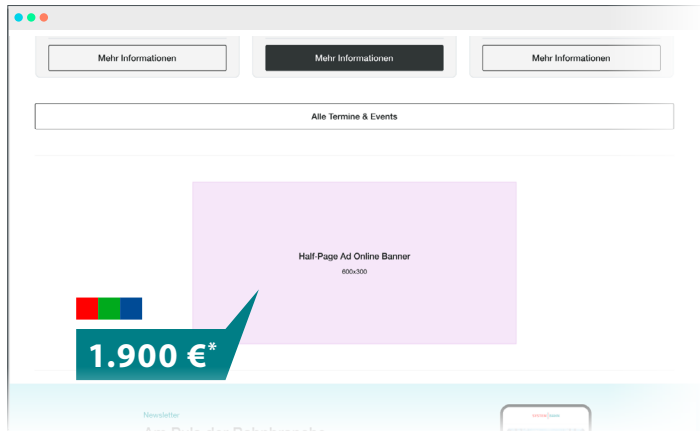 Mehr Informationen Mehr Informationen Mehr Informationen
Alle Termine & Events
Half-Page Ad Online Banner
600x300
1.900 €*
Newsletter